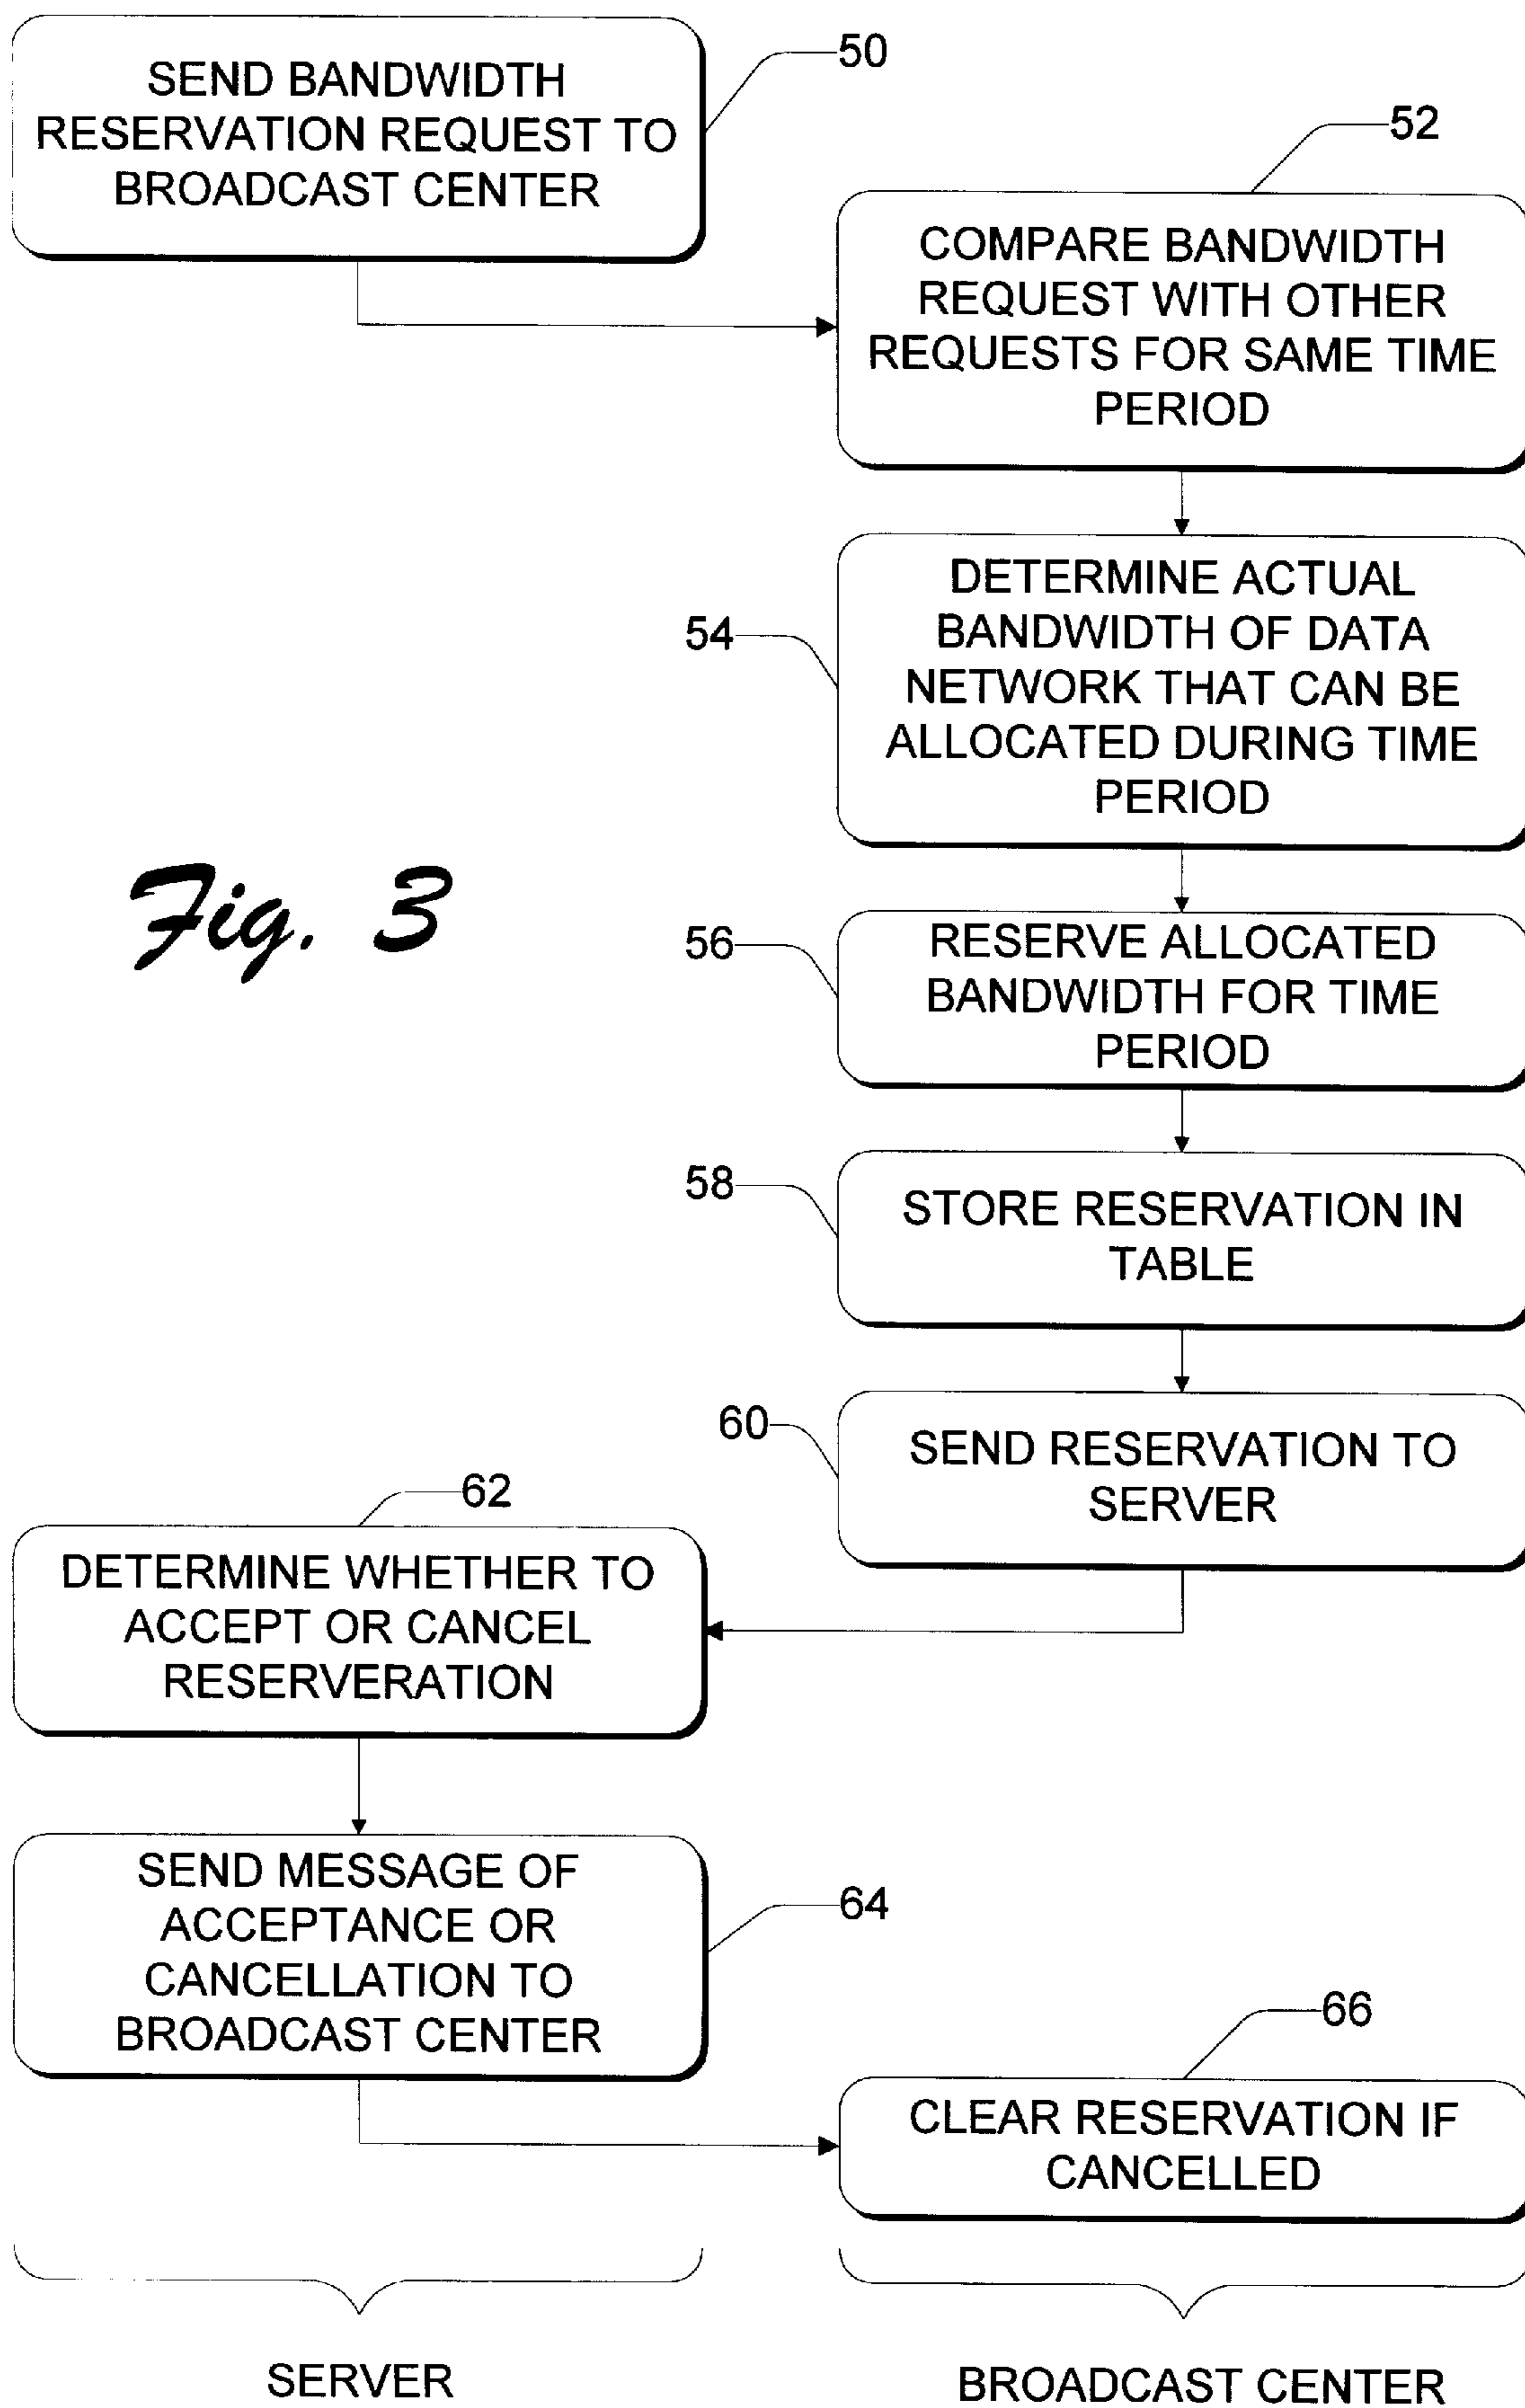 SEND BANDWIDTH
RESERVATION REQUEST TO
BROADCAST CENTER
50
52
COMPARE BANDWIDTH
REQUEST WITH OTHER
REQUESTS FOR SAME TIME
PERIOD
54
DETERMINE ACTUAL
BANDWIDTH OF DATA
NETWORK THAT CAN BE
ALLOCATED DURING TIME
PERIOD
Fig. 3
56
RESERVE ALLOCATED
BANDWIDTH FOR TIME
PERIOD
58
STORE RESERVATION IN
TABLE
60
SEND RESERVATION TO
SERVER
62
DETERMINE WHETHER TO
ACCEPT OR CANCEL
RESERVERATION
SEND MESSAGE OF
ACCEPTANCE OR
CANCELLATION TO
BROADCAST CENTER
64
66
CLEAR RESERVATION IF
CANCELLED
SERVER
BROADCAST CENTER